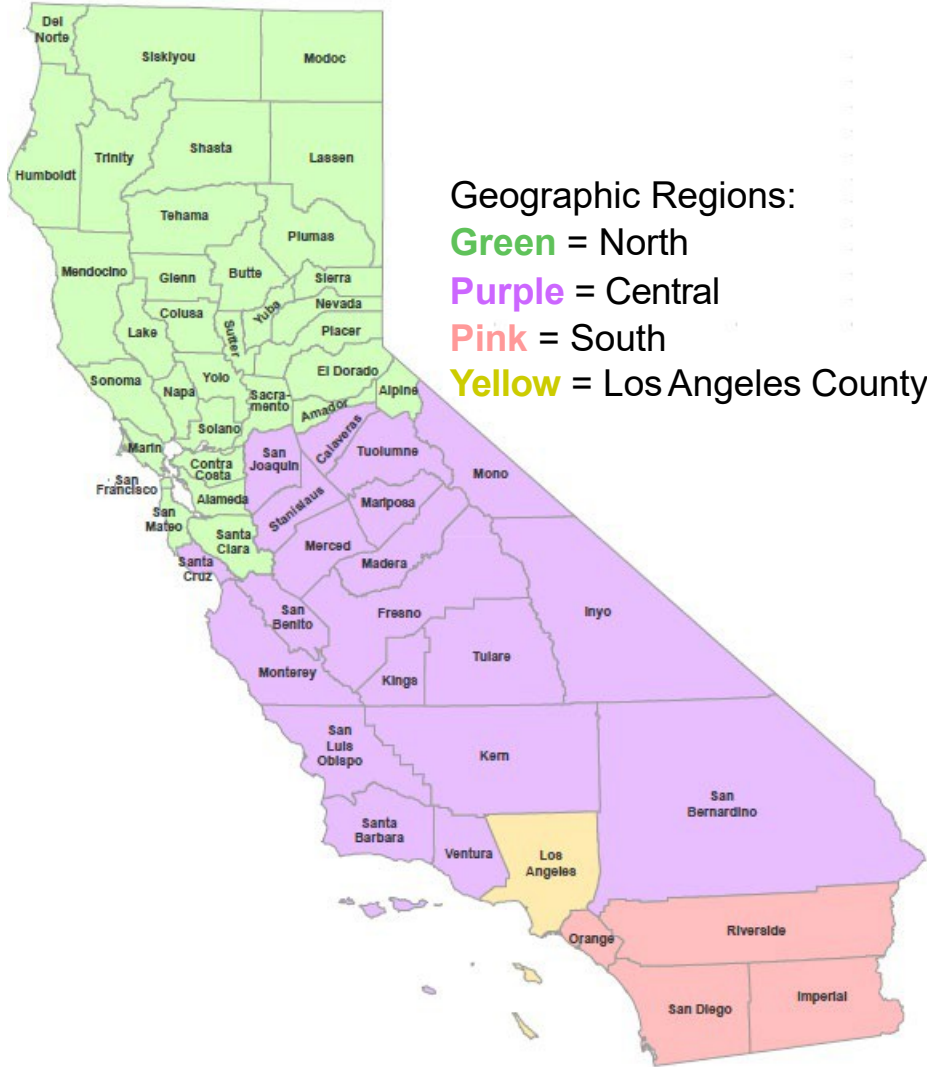 Del
Norte
Siskiyou
Modoc
Humboldt
Trinity
Shasta
Lassen
Tehama
Plumas
Mendocino
Glenn
Butte
Sierra
Nevada
Yuba
Colusa
Placer
Lake
Sutter
El Dorado
Sonoma
Napa
Yolo
Sacra-
mento
Alpine
Amador
Solano
Marin
Contra
Costa
San
Joaquin
Calaveras
Tuolumne
Mono
San
Francisco
Alameda
Stanislaus
Mariposa
San
Mateo
Santa
Clara
Merced
Santa
Cruz
Madera
San
Benito
Fresno
Inyo
Monterey
Kings
Tulare
San
Luis
Obispo
Kern
San
Bernardino
Santa
Barbara
Ventura
Los
Angeles
Orange
Riverside
San Diego
Imperial
Geographic Regions:
Green = North
Purple = Central
Pink = South
Yellow = Los Angeles County